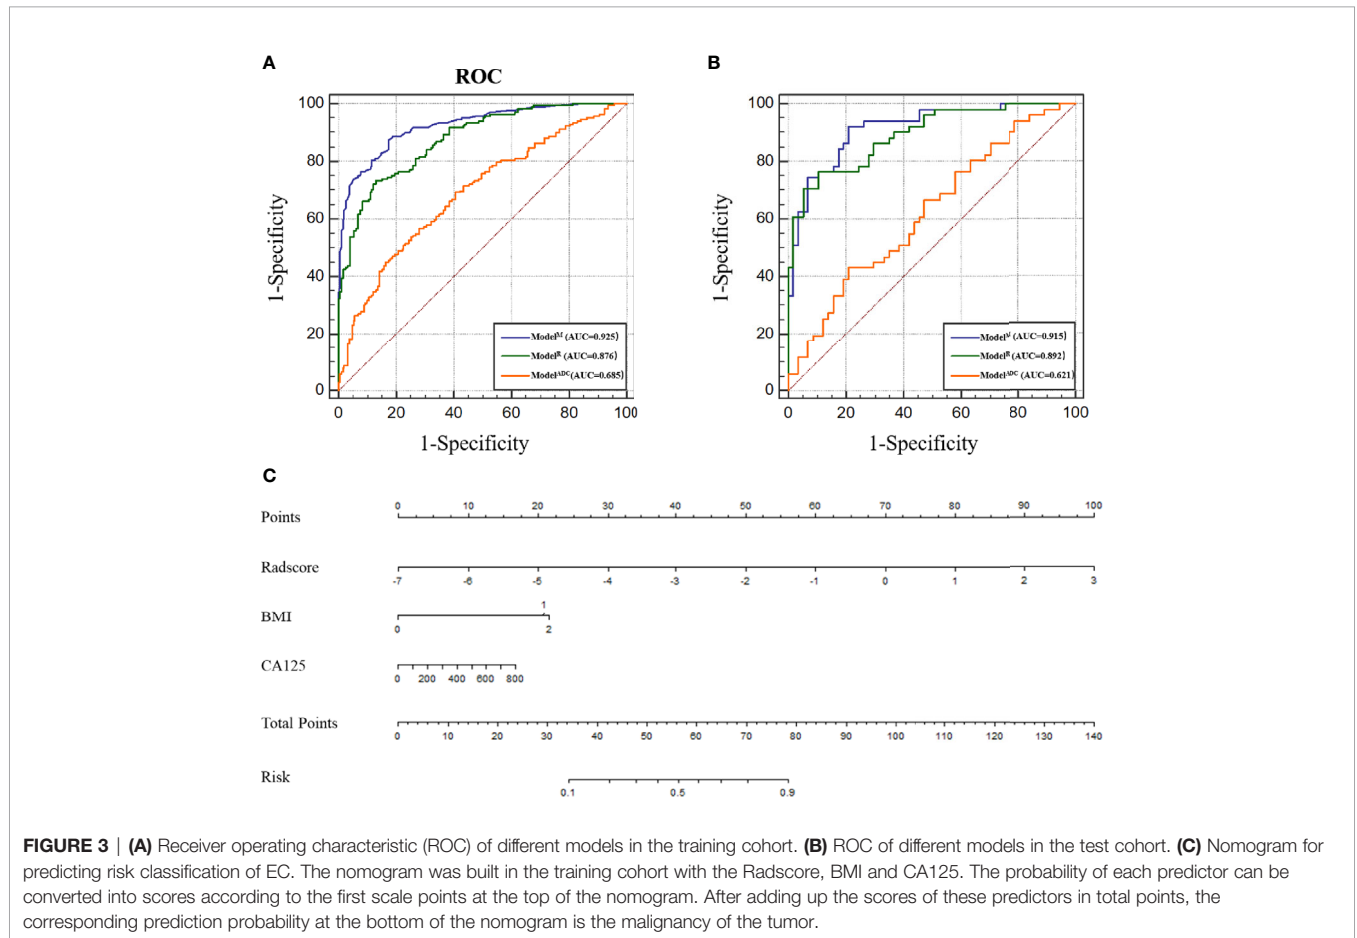 A
B
ROC
100
80
60
40
20
0
1-Specificity
Model^M (AUC=0.925)
Model^R (AUC=0.876)
Model^ADC (AUC=0.685)
0 20 40 60 80 100
1-Specificity
100
80
60
40
20
0
1-Specificity
Model^M (AUC=0.915)
Model^R (AUC=0.892)
Model^ADC (AUC=0.621)
0 20 40 60 80 100
1-Specificity
C
Points 0 10 20 30 40 50 60 70 80 90 100
Radscore -7 -6 -5 -4 -3 -2 -1 0 1 2 3
BMI 0 1 2
CA125 0 200 400 600 800
Total Points 0 10 20 30 40 50 60 70 80 90 100 110 120 130 140
Risk 0.1 0.5 0.9
FIGURE 3 | (A) Receiver operating characteristic (ROC) of different models in the training cohort. (B) ROC of different models in the test cohort. (C) Nomogram for
predicting risk classification of EC. The nomogram was built in the training cohort with the Radscore, BMI and CA125. The probability of each predictor can be
converted into scores according to the first scale points at the top of the nomogram. After adding up the scores of these predictors in total points, the
corresponding prediction probability at the bottom of the nomogram is the malignancy of the tumor.